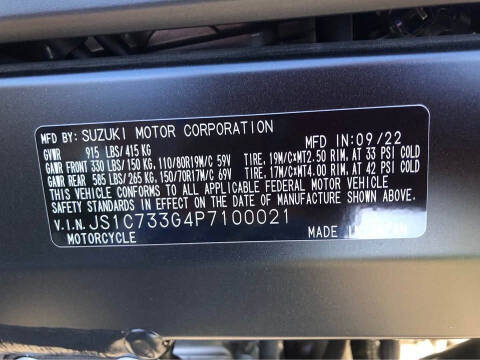 MFD BY: SUZUKI MOTOR CORPORATION MFD IN: 09/22
GVWR 915 LBS/ 415 KG
GAWR FRONT 330 LBS/ 150 KG, 110/80R19M/C 59V TIRE, 19M/C×MT2.50 RIM, AT 33 PSI COLD
GAWR REAR 585 LBS/ 265 KG, 150/70R17M/C 69V TIRE, 17M/C×MT4.00 RIM, AT 42 PSI COLD
THIS VEHICLE CONFORMS TO ALL APPLICABLE FEDERAL MOTOR VEHICLE
SAFETY STANDARDS IN EFFECT ON THE DATE OF MANUFACTURE SHOWN ABOVE.
V.I.N. JS1C733G4P7100021
MOTORCYCLE MADE